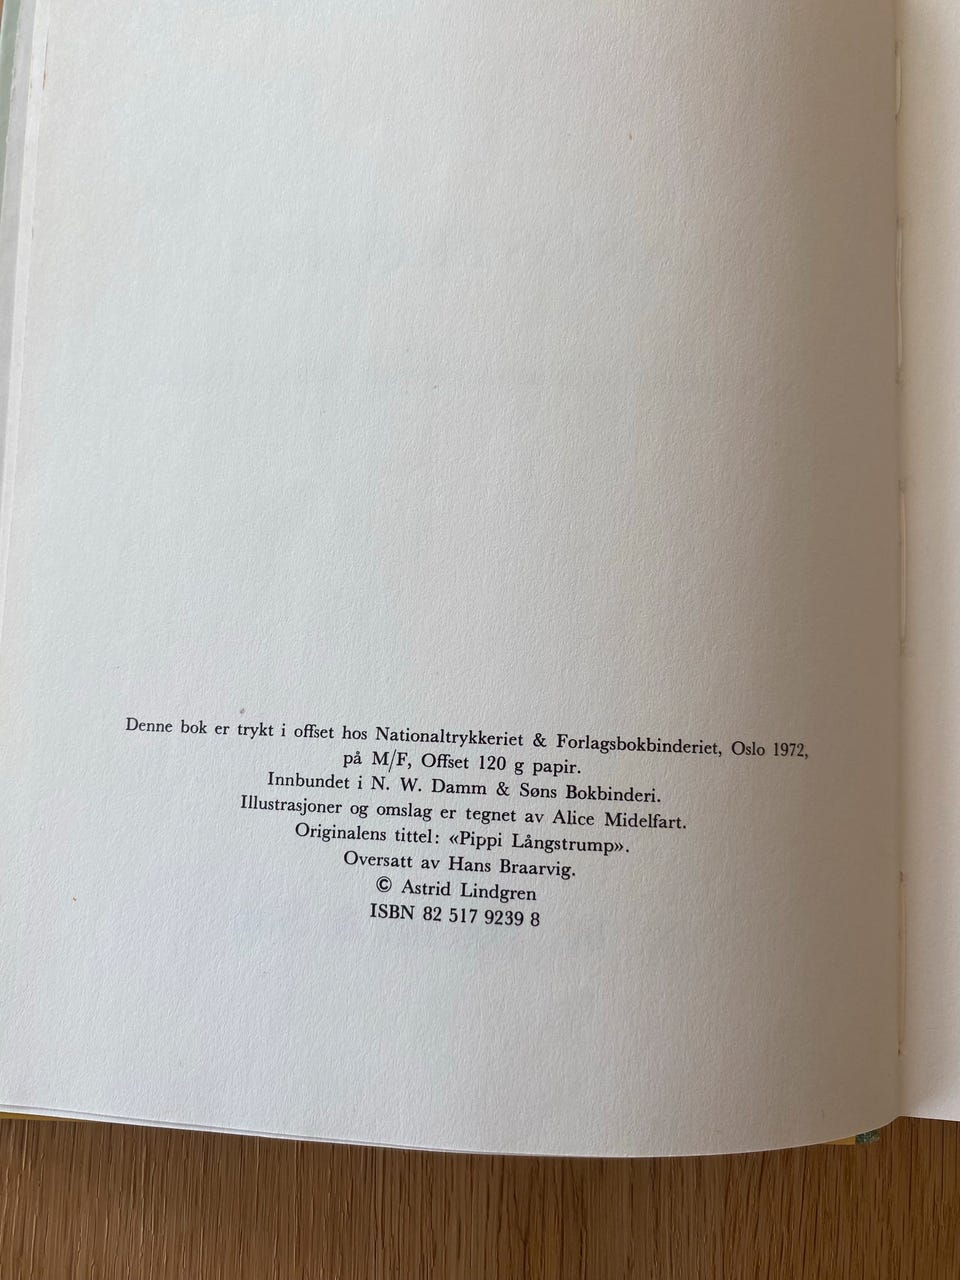 Denne bok er trykt i offset hos Nationaltrykkeriet & Forlagsbokbinderiet, Oslo 1972,
på M/F, Offset 120 g papir.
Innbundet i N. W. Damm & Søns Bokbinderi.
Illustrasjoner og omslag er tegnet av Alice Midelfart.
Originalens tittel: «Pippi Långstrump».
Oversatt av Hans Braarvig.
© Astrid Lindgren
ISBN 82 517 9239 8